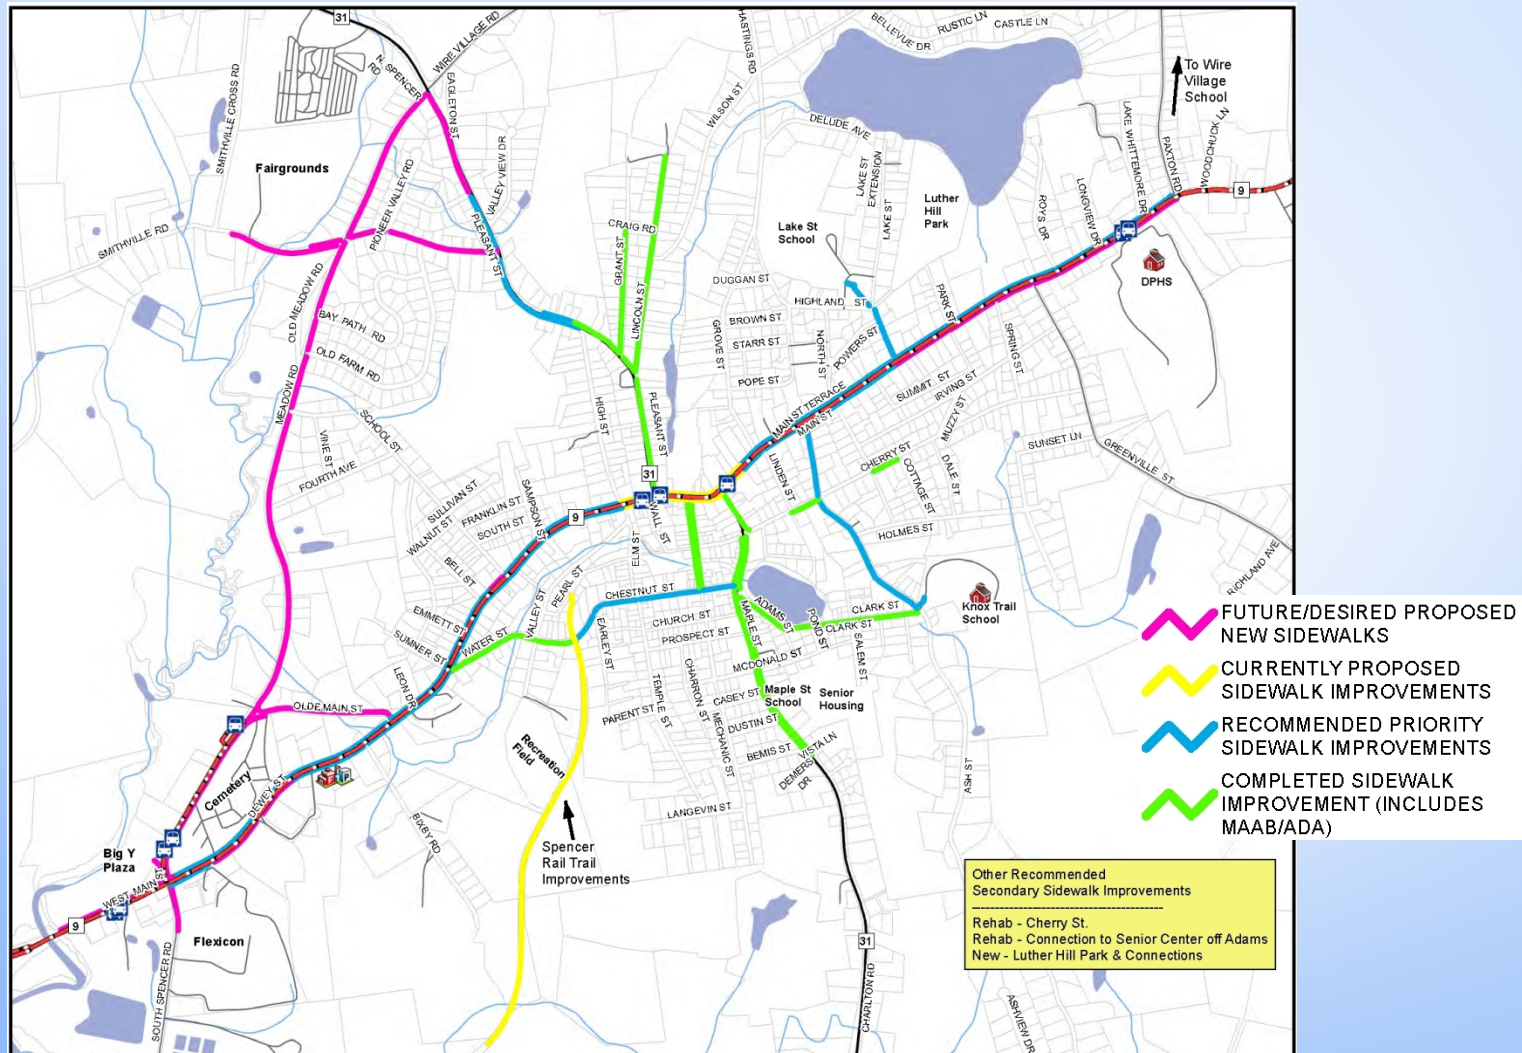 31
N. SPENCER
RD
WIRE VILLAGE RD
EAGLETON ST
HASTINGS RD
BELLEVUE DR
RUSTIC LN
CASTLE LN
To Wire
Village
School
SMITHVILLE CROSS RD
WILSON ST
DELUDE AVE
LAKE WHITTEMORE DR
PAXTON RD
WOODCHUCK LN
Fairgrounds
PIONEER VALLEY RD
VALLEY VIEW DR
LAKE ST
EXTENSION
LAKE ST
Luther
Hill
Park
ROYS DR
LONGVIEW DR
9
SMITHVILLE RD
PLEASANT ST
CRAIG RD
GRANT ST
LINCOLN ST
Lake St
School
DPHS
OLD MEADOW RD
BAY PATH RD
OLD FARM RD
DUGGAN ST
HIGHLAND ST
BROWN ST
STARR ST
GROVE ST
NORTH ST
POWERS ST
PARK ST
SPRING ST
POPE ST
MEADOW RD
SCHOOL ST
HIGH ST
PLEASANT ST
MAIN ST TERRACE
MAIN ST
SUMMIT ST
IRVING ST
MUZZY ST
SUNSET LN
GREENVILLE ST
VINE ST
FOURTH AVE
31
LINDEN ST
CHERRY ST
COTTAGE ST
DALE ST
SULLIVAN ST
FRANKLIN ST
SAMPSON ST
WALNUT ST
SOUTH ST
9
WALL ST
ELM ST
HOLMES ST
BELL ST
PEARL ST
CHESTNUT ST
RICHLAND AVE
EMMETT ST
VALLEY ST
SUMNER ST
WATER ST
EARLEY ST
CHURCH ST
PROSPECT ST
MAPLE ST
ADAMS ST
POND ST
CLARK ST
CLARK ST
Knox Trail
School
SALEM ST
MCDONALD ST
LEON DR
OLDE MAIN ST
TEMPLE ST
CHARRON ST
CASEY ST
Maple St
School
Senior
Housing
PARENT ST
MECHANIC ST
DUSTIN ST
BEMIS ST
VISTA LN
DEMERS
DR
Recreation
Field
Cemetery
DEWEY ST
ASH ST
LANGEVIN ST
BIXBY RD
Big Y
Plaza
Spencer
Rail Trail
Improvements
WEST MAIN ST
9
Flexicon
SOUTH SPENCER RD
31
CHARLTON RD
ASHVIEW DR
FUTURE/DESIRED PROPOSED
NEW SIDEWALKS
CURRENTLY PROPOSED
SIDEWALK IMPROVEMENTS
RECOMMENDED PRIORITY
SIDEWALK IMPROVEMENTS
COMPLETED SIDEWALK
IMPROVEMENT (INCLUDES
MAAB/ADA)
Other Recommended
Secondary Sidewalk Improvements
Rehab - Cherry St.
Rehab - Connection to Senior Center off Adams
New - Luther Hill Park & Connections